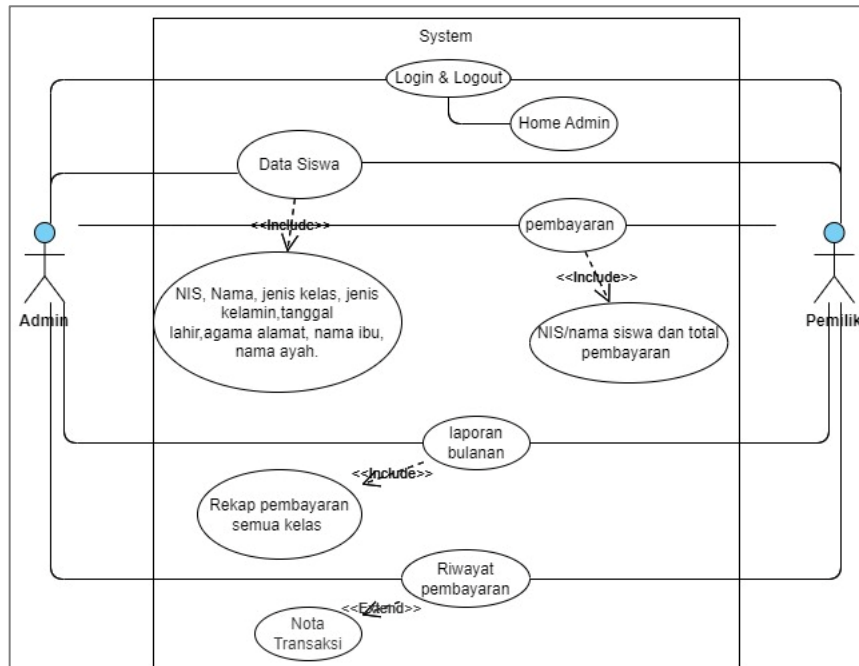 System
Login & Logout
Home Admin
Data Siswa
<<Include>>
pembayaran
<<Include>>
NIS, Nama, jenis kelas, jenis
kelamin,tanggal
lahir,agama alamat, nama ibu,
nama ayah.
NIS/nama siswa dan total
pembayaran
Admin
Pemilik
laporan
bulanan
<<Include>>
Rekap pembayaran
semua kelas
Riwayat
pembayaran
<<Extend>>
Nota
Transaksi